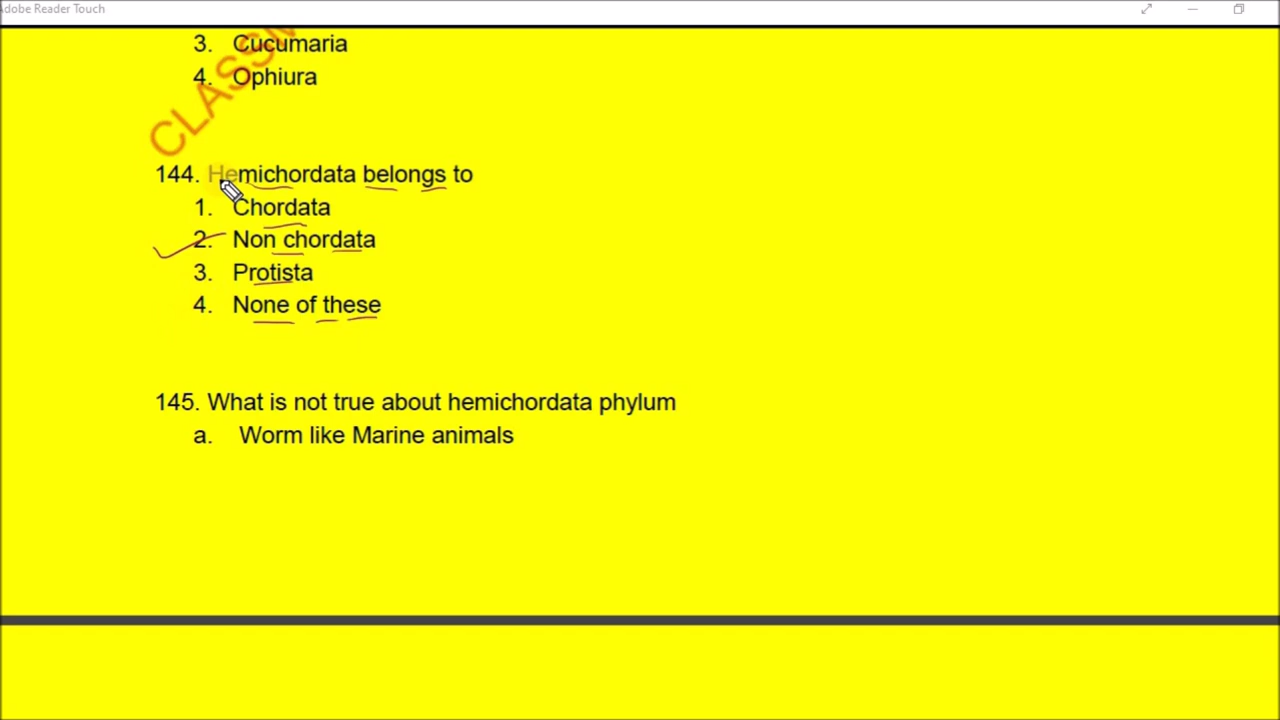 Adobe Reader Touch
3. Cucumaria
4. Ophiura
CLASSM
144. Hemichordata belongs to
1. Chordata
2. Non chordata
3. Protista
4. None of these
145. What is not true about hemichordata phylum
a. Worm like Marine animals